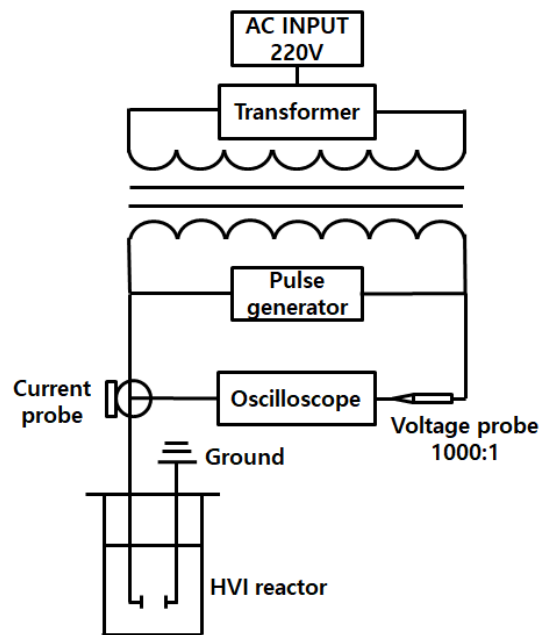 AC INPUT
220V
Transformer
Pulse
generator
Current
probe
Oscilloscope
Voltage probe
1000:1
Ground
HVI reactor